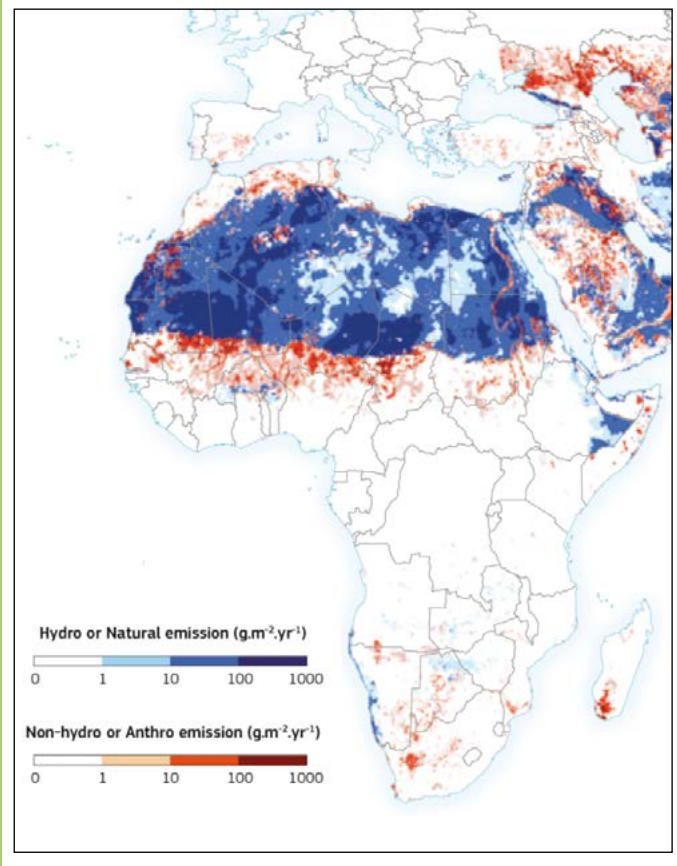 Hydro or Natural emission (g.m⁻².yr⁻¹)
0 1 10 100 1000
Non-hydro or Anthro emission (g.m⁻².yr⁻¹)
0 1 10 100 1000